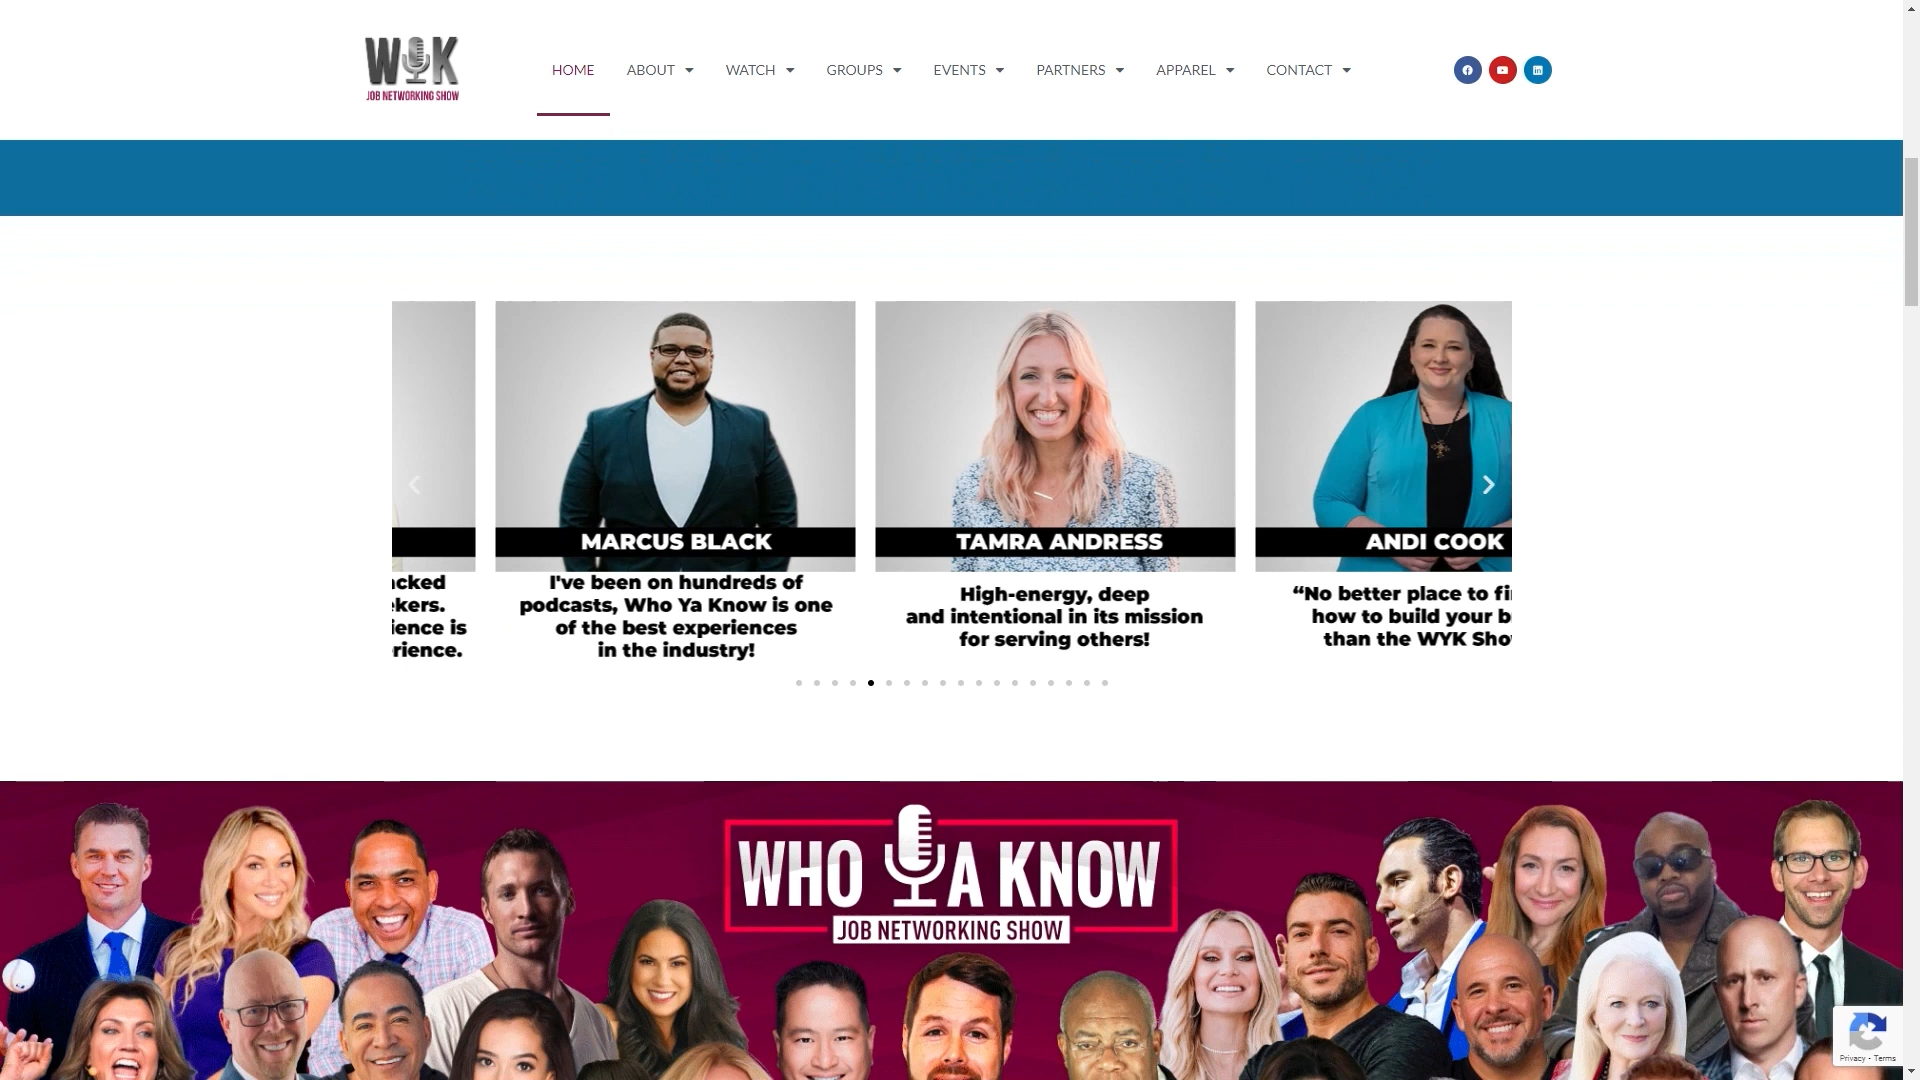 WYK
JOB NETWORKING SHOW
HOME
ABOUT
WATCH
GROUPS
EVENTS
PARTNERS
APPAREL
CONTACT
MARCUS BLACK
TAMRA ANDRESS
ANDI COOK
acked
ekers.
ience is
rience.
I've been on hundreds of
podcasts, Who Ya Know is one
of the best experiences
in the industry!
High-energy, deep
and intentional in its mission
for serving others!
“No better place to fi
how to build your b
than the WYK Sho
WHO YA KNOW
JOB NETWORKING SHOW
Privacy - Terms